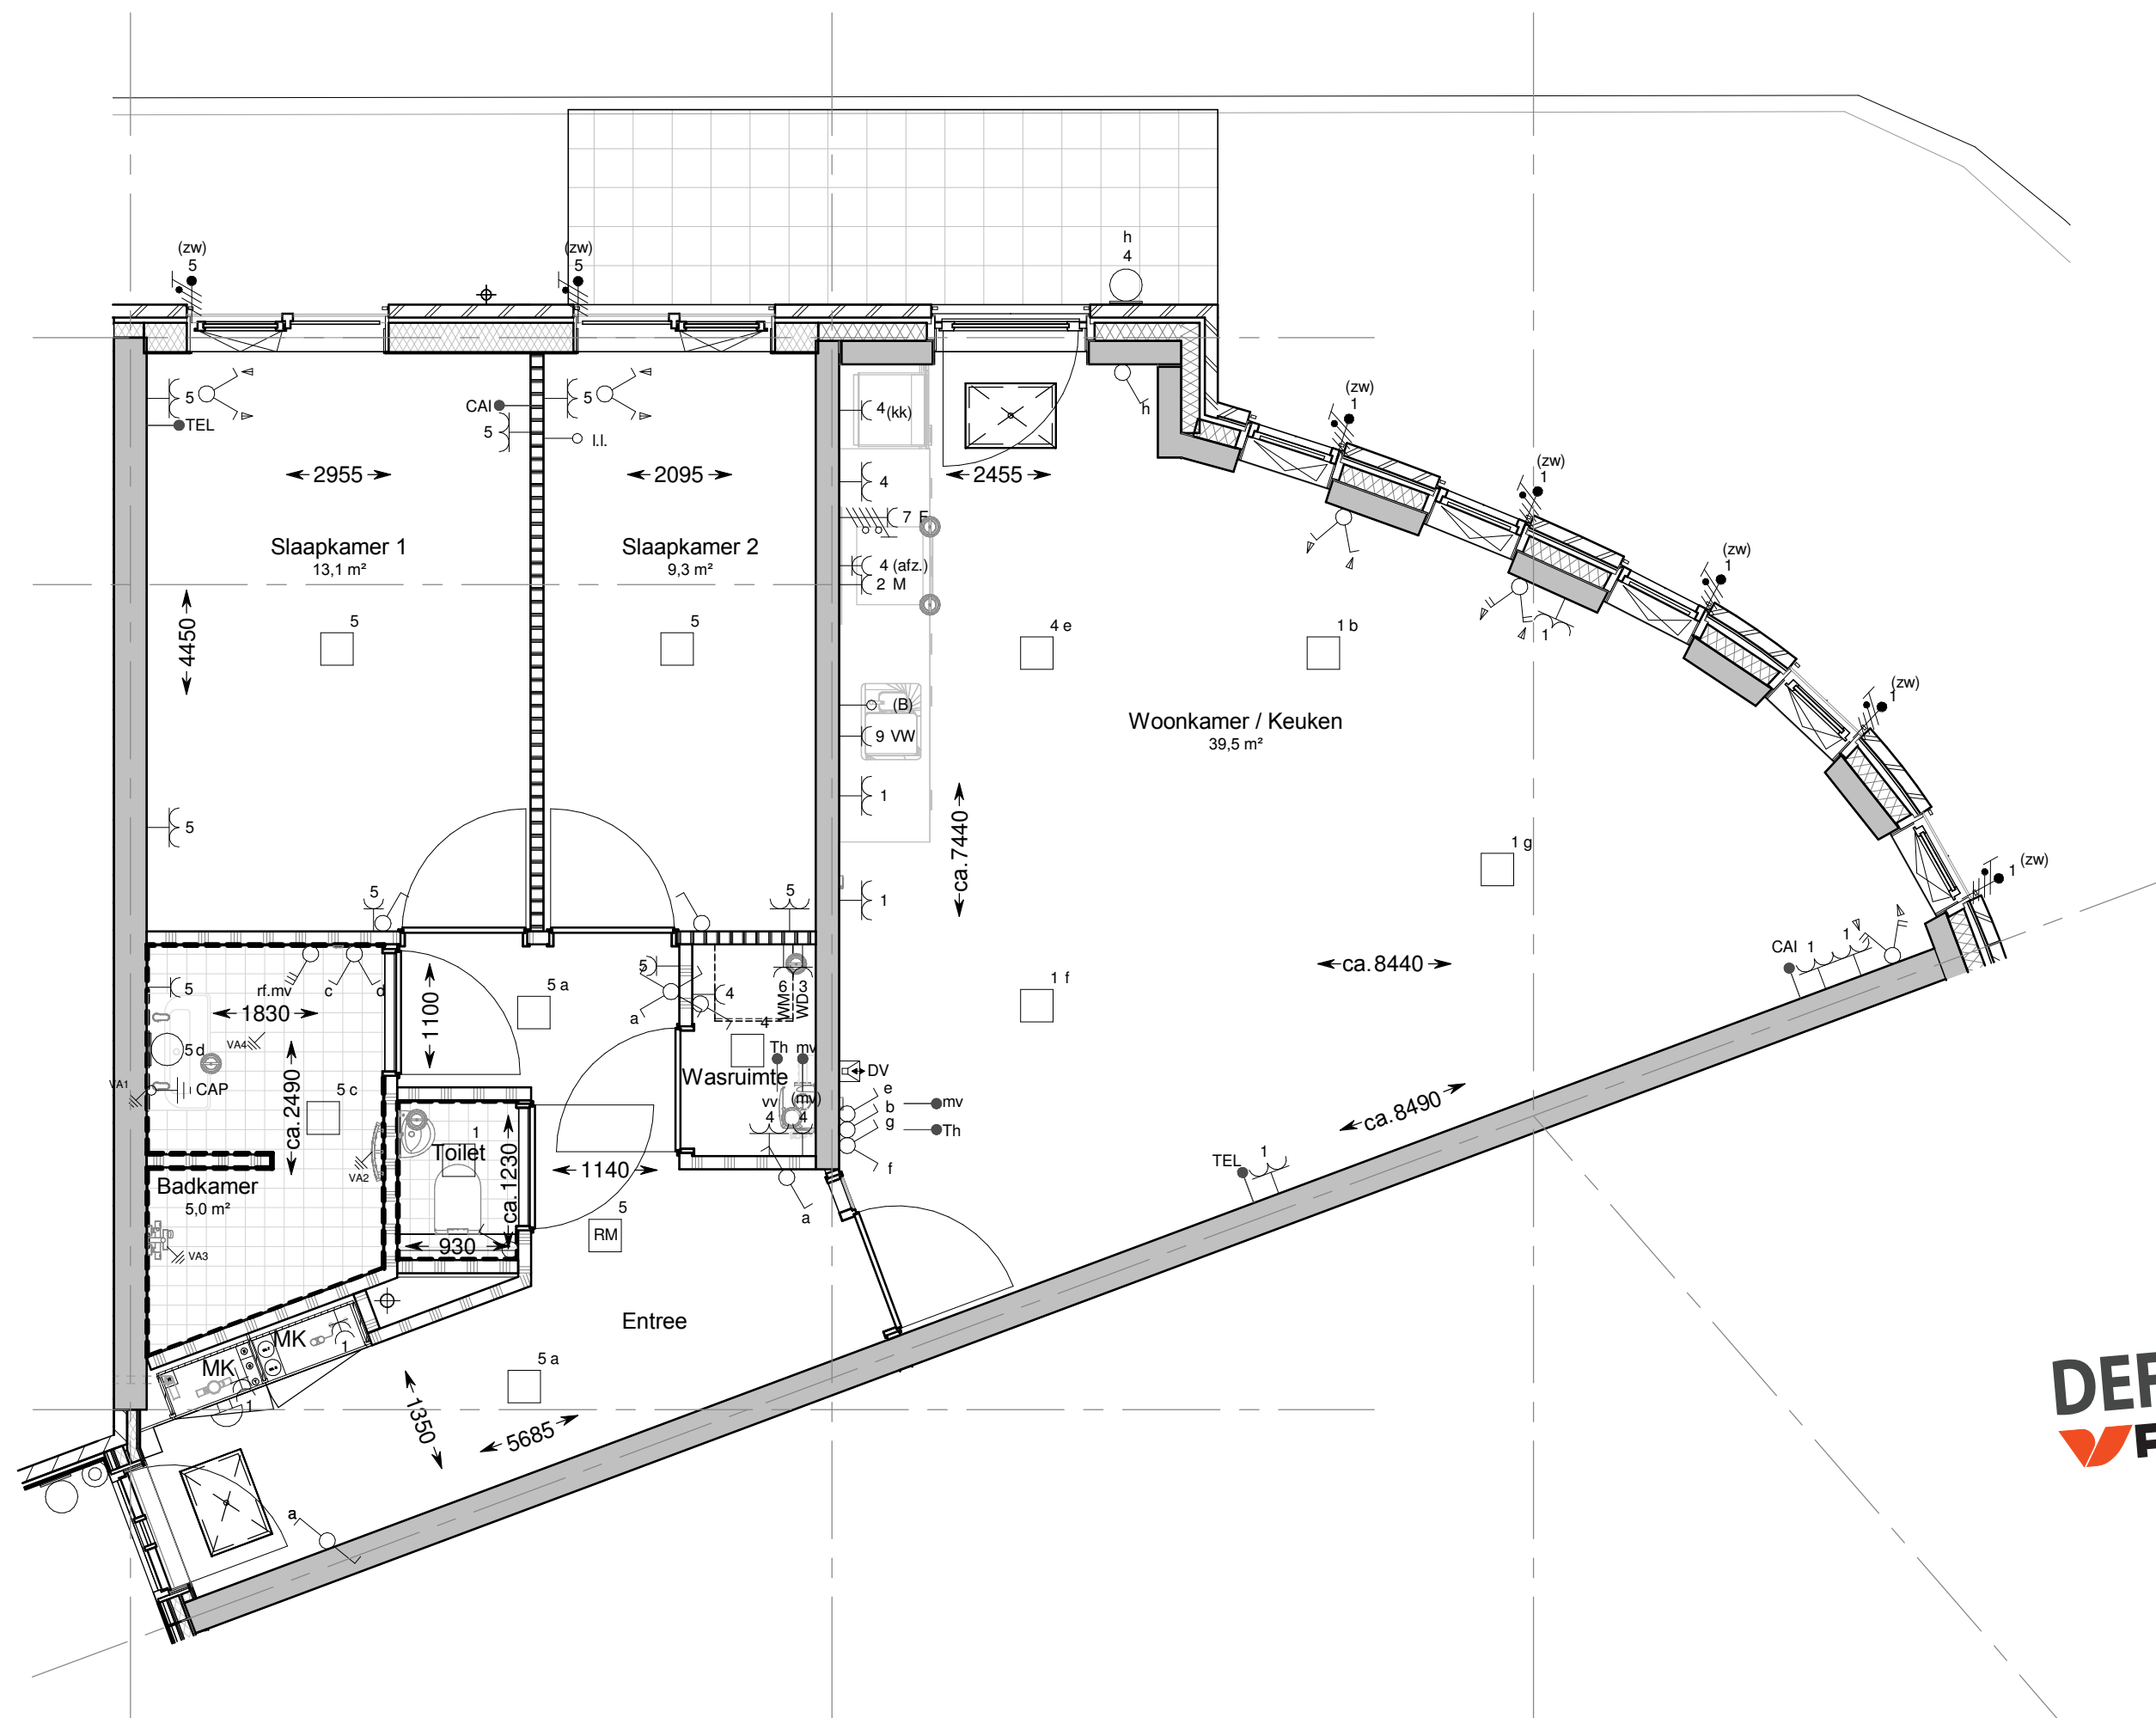 h
4
(zw)
5
(zw)
5
(zw)
1
(zw)
1
(zw)
1
(zw)
1
(zw)
1
5
TEL
CAI
5
5
l.l.
4 (kk)
h
2955
2095
2455
4
7
Slaapkamer 1
13,1 m²
Slaapkamer 2
9,3 m²
4 (afz.)
2 M
4450
5
5
4 e
1 b
1
(B)
9 VW
Woonkamer / Keuken
39,5 m²
1
ca. 7440
5
1 g
5
5
1
CAI 1
1
ca. 8440
5
rf.mv
c
d
1830
1100
5 a
5
a
4
6
3
WM
WD
4
1 f
VA4
5 d
VA1
CAP
ca. 2490
5 c
Th
mv
Wasruimte
DV
e
b
g
f
mv
Th
vv
(mv)
4
4
ca. 8490
VA2
Toilet
1
ca. 1230
1140
TEL
1
Badkamer
5,0 m²
VA3
930
5
RM
a
Entree
MK
1
MK
1
5 a
1350
5685
a